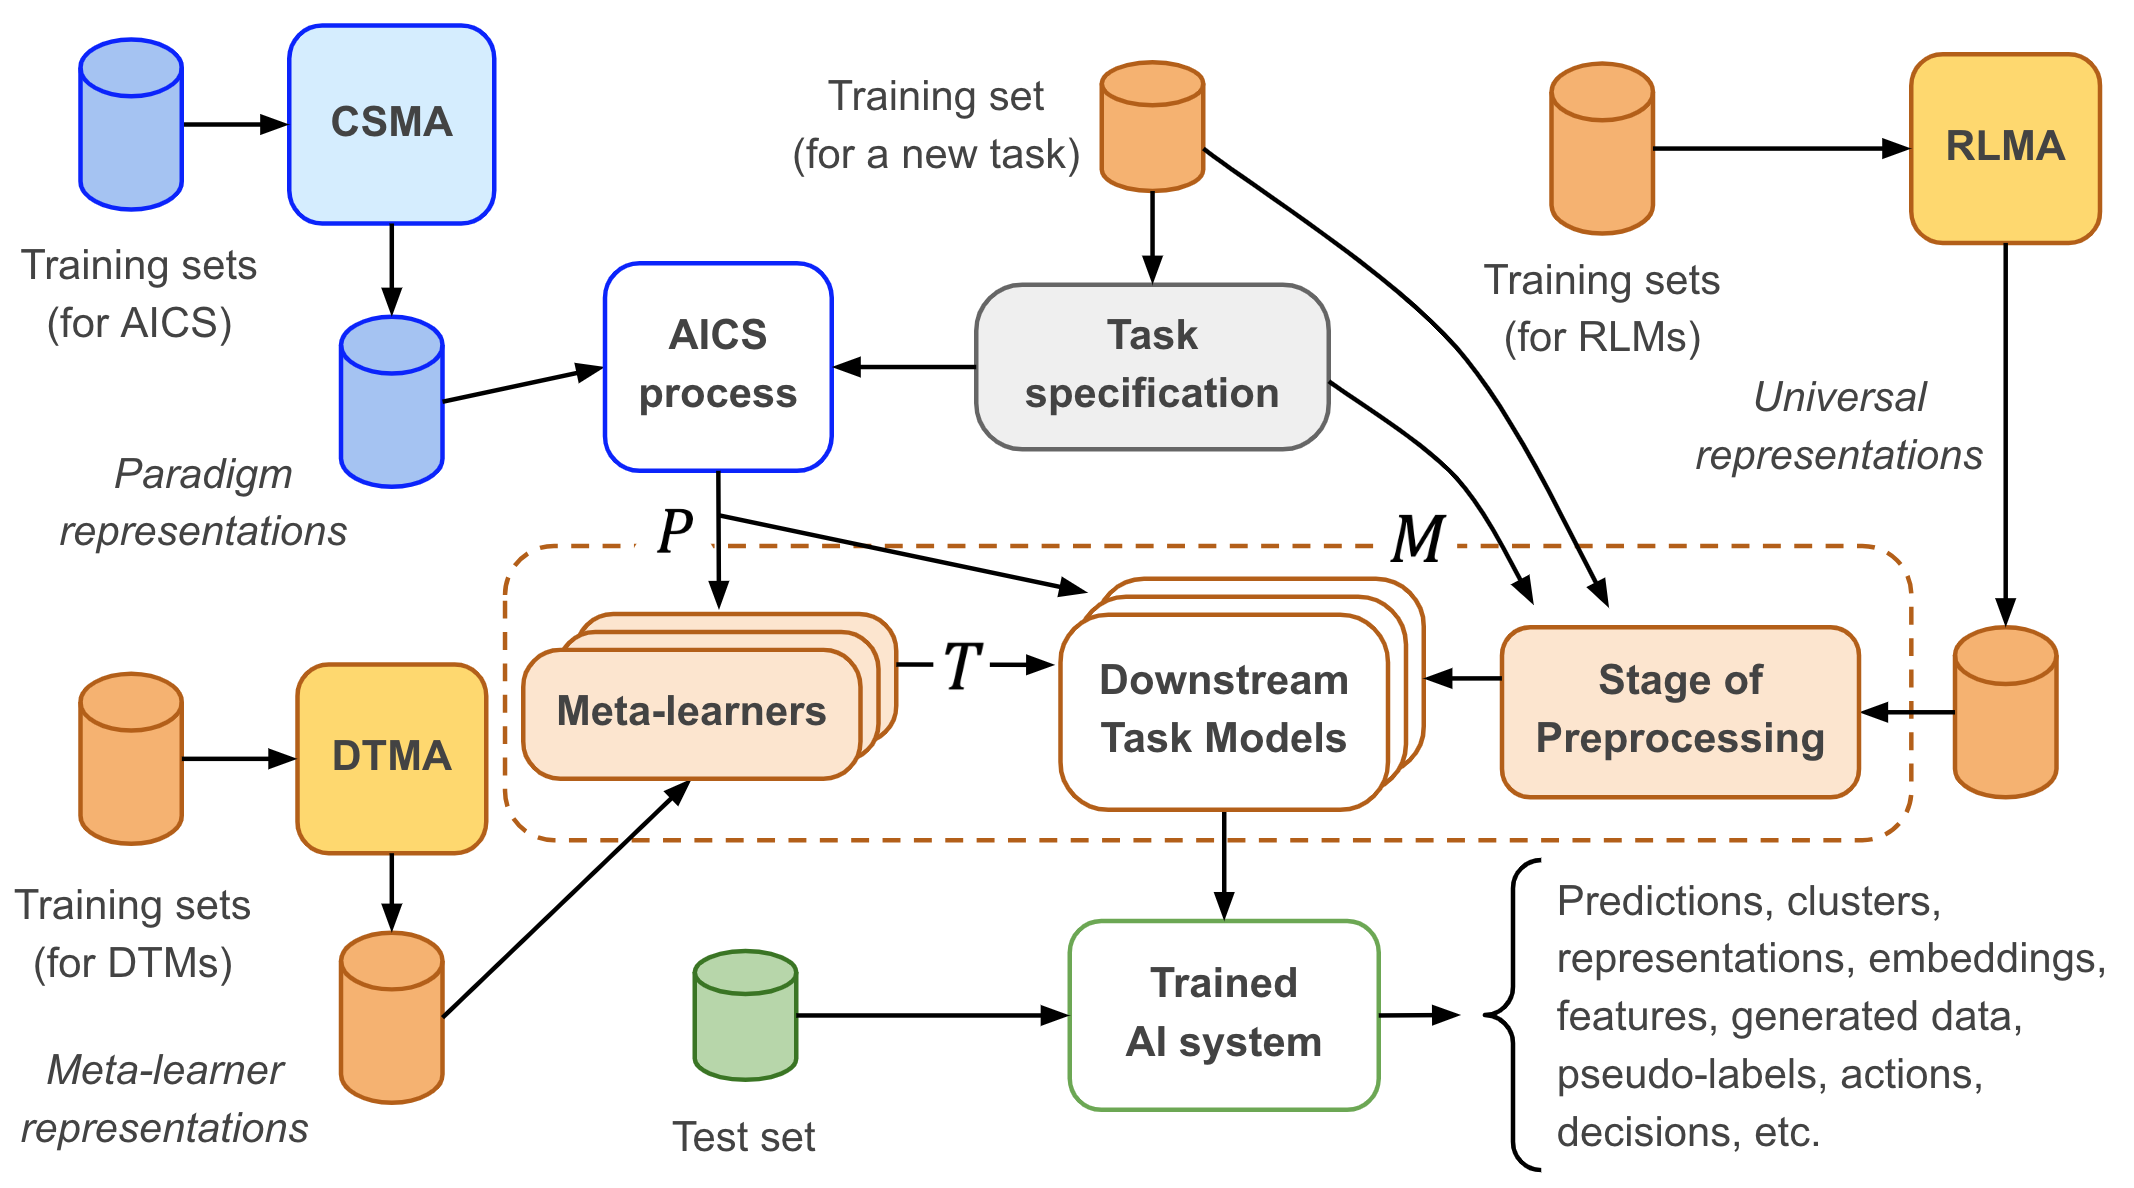 CSMA
Training sets
(for AICS)
Training set
(for a new task)
RLMA
Training sets
(for RLMs)
AICS
process
Task
specification
Universal
representations
Paradigm
representations
P
M
Meta-learners
T
Downstream
Task Models
Stage of
Preprocessing
DTMA
Training sets
(for DTMs)
Meta-learner
representations
Test set
Trained
AI system
Predictions, clusters,
representations, embeddings,
features, generated data,
pseudo-labels, actions,
decisions, etc.